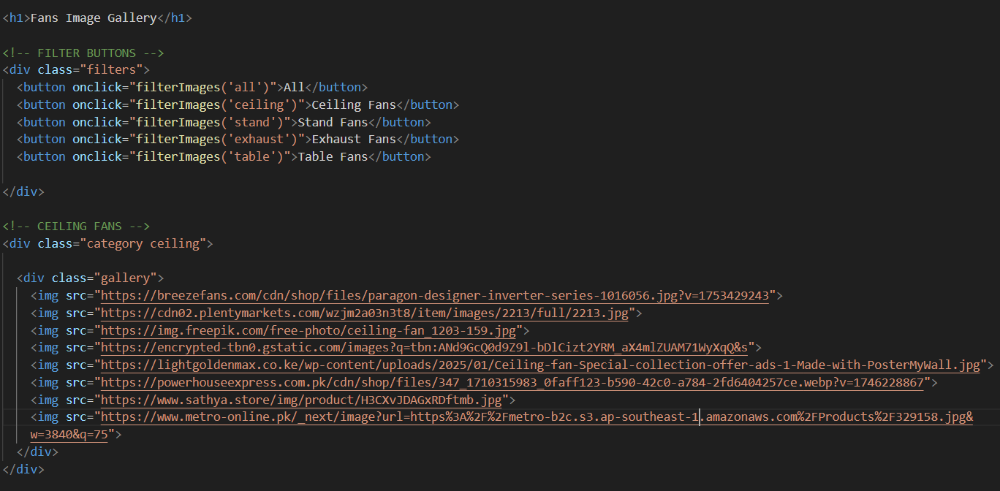 <h1>Fans Image Gallery</h1>
<!-- FILTER BUTTONS -->
<div class="filters">
<button onclick="filterImages('all')">All</button>
<button onclick="filterImages('ceiling')">Ceiling Fans</button>
<button onclick="filterImages('stand')">Stand Fans</button>
<button onclick="filterImages('exhaust')">Exhaust Fans</button>
<button onclick="filterImages('table')">Table Fans</button>
</div>
<!-- CEILING FANS -->
<div class="category ceiling">
<div class="gallery">
<img src="https://breezefans.com/cdn/shop/files/paragon-designer-inverter-series-1016056.jpg?v=1753429243">
<img src="https://cdn02.plentymarkets.com/wzjm2a03n3t8/item/images/2213/full/2213.jpg">
<img src="https://img.freepik.com/free-photo/ceiling-fan_1203-159.jpg">
<img src="https://encrypted-tbn0.gstatic.com/images?q=tbn:ANd9GcQ0d9Z9l-bDlCizt2YRM_aX4mlZUAM71WyXqQ&s">
<img src="https://lightgoldenmax.co.ke/wp-content/uploads/2025/01/Ceiling-fan-Special-collection-offer-ads-1-Made-with-PosterMyWall.jpg">
<img src="https://powerhouseexpress.com.pk/cdn/shop/files/347_1710315983_0faff123-b590-42c0-a784-2fd6404257ce.webp?v=1746228867">
<img src="https://www.sathya.store/img/product/H3CXvJDAGxRDftmb.jpg">
<img src="https://www.metro-online.pk/_next/image?url=https%3A%2F%2Fmetro-b2c.s3.ap-southeast-1.amazonaws.com%2FProducts%2F329158.jpg&
w=3840&q=75">
</div>
</div>